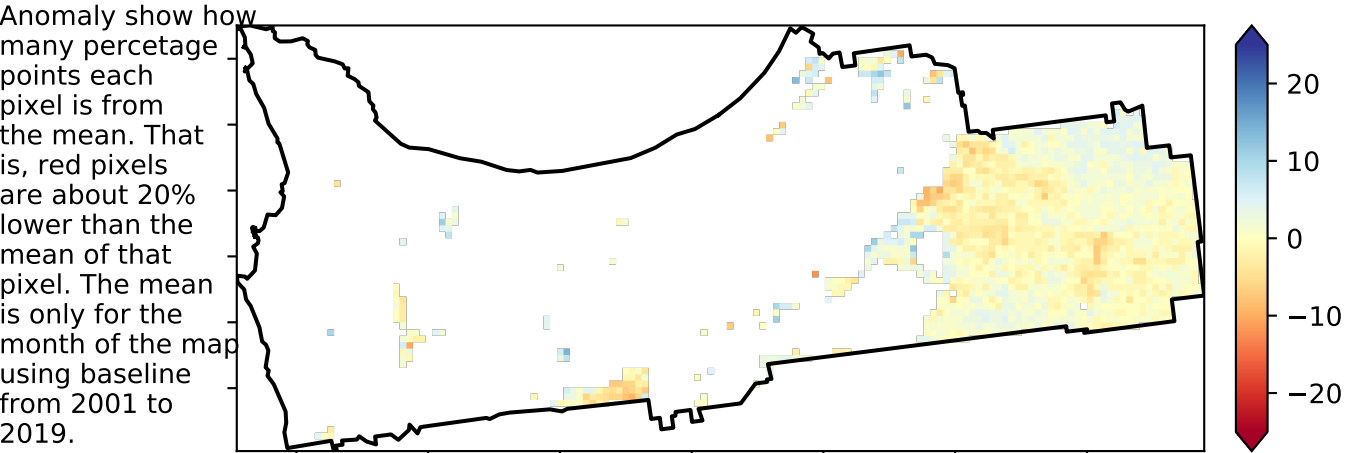 Anomaly show how
many percetage
points each
pixel is from
the mean. That
is, red pixels
are about 20%
lower than the
mean of that
pixel. The mean
is only for the
month of the map
using baseline
from 2001 to
2019.
20
10
0
−10
−20